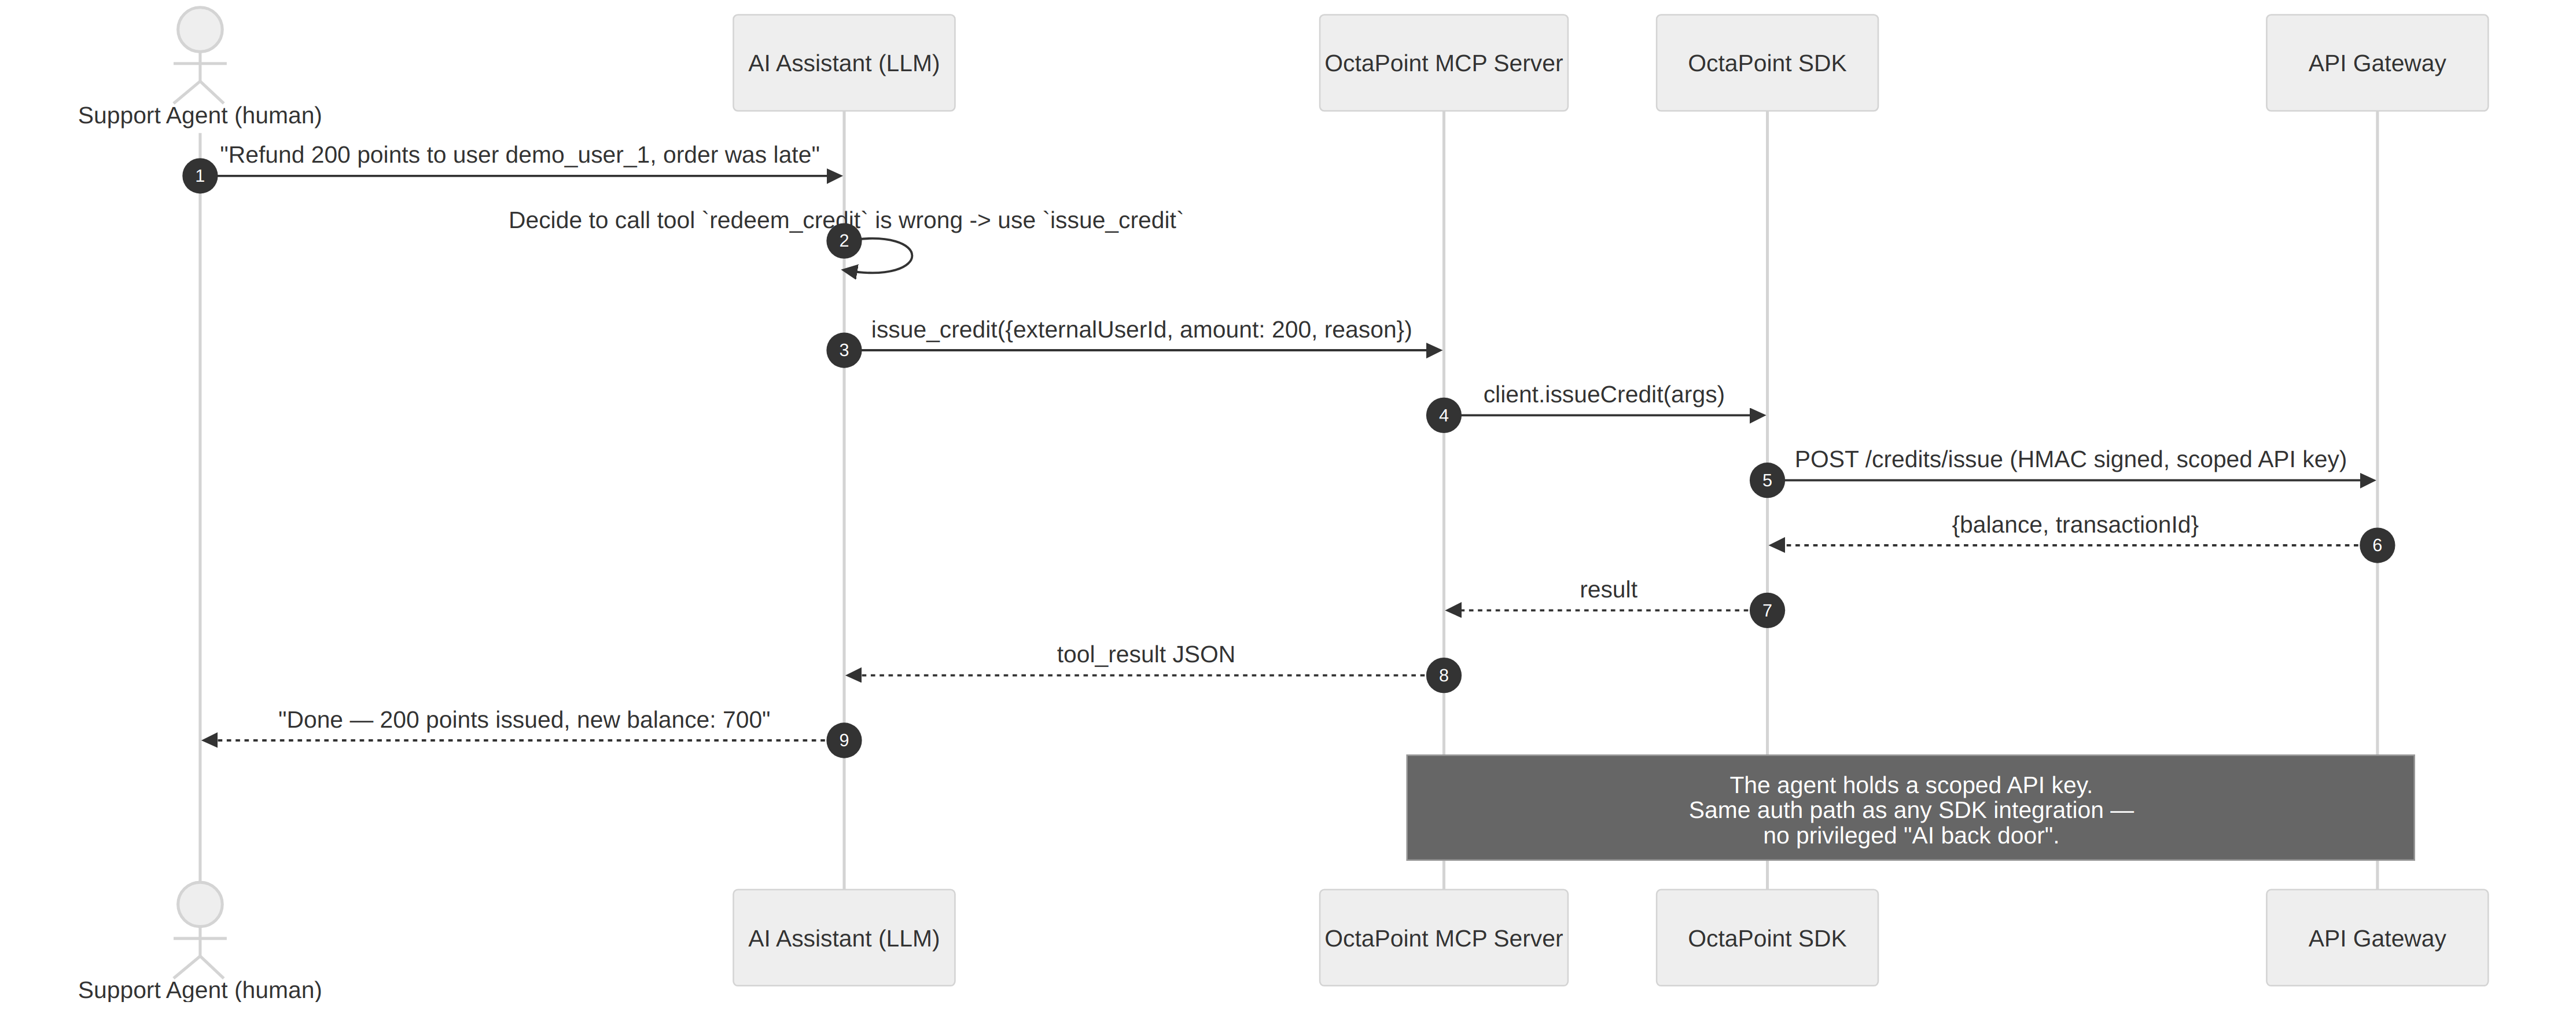 AI Assistant (LLM)
OctaPoint MCP Server
OctaPoint SDK
API Gateway
Support Agent (human)
"Refund 200 points to user demo_user_1, order was late"
1
Decide to call tool `redeem_credit` is wrong -> use `issue_credit`
2
issue_credit({externalUserId, amount: 200, reason})
3
client.issueCredit(args)
4
POST /credits/issue (HMAC signed, scoped API key)
5
{balance, transactionId}
6
result
7
tool_result JSON
8
"Done — 200 points issued, new balance: 700"
9
The agent holds a scoped API key.
Same auth path as any SDK integration —
no privileged "AI back door".
AI Assistant (LLM)
OctaPoint MCP Server
OctaPoint SDK
API Gateway
Support Agent (human)